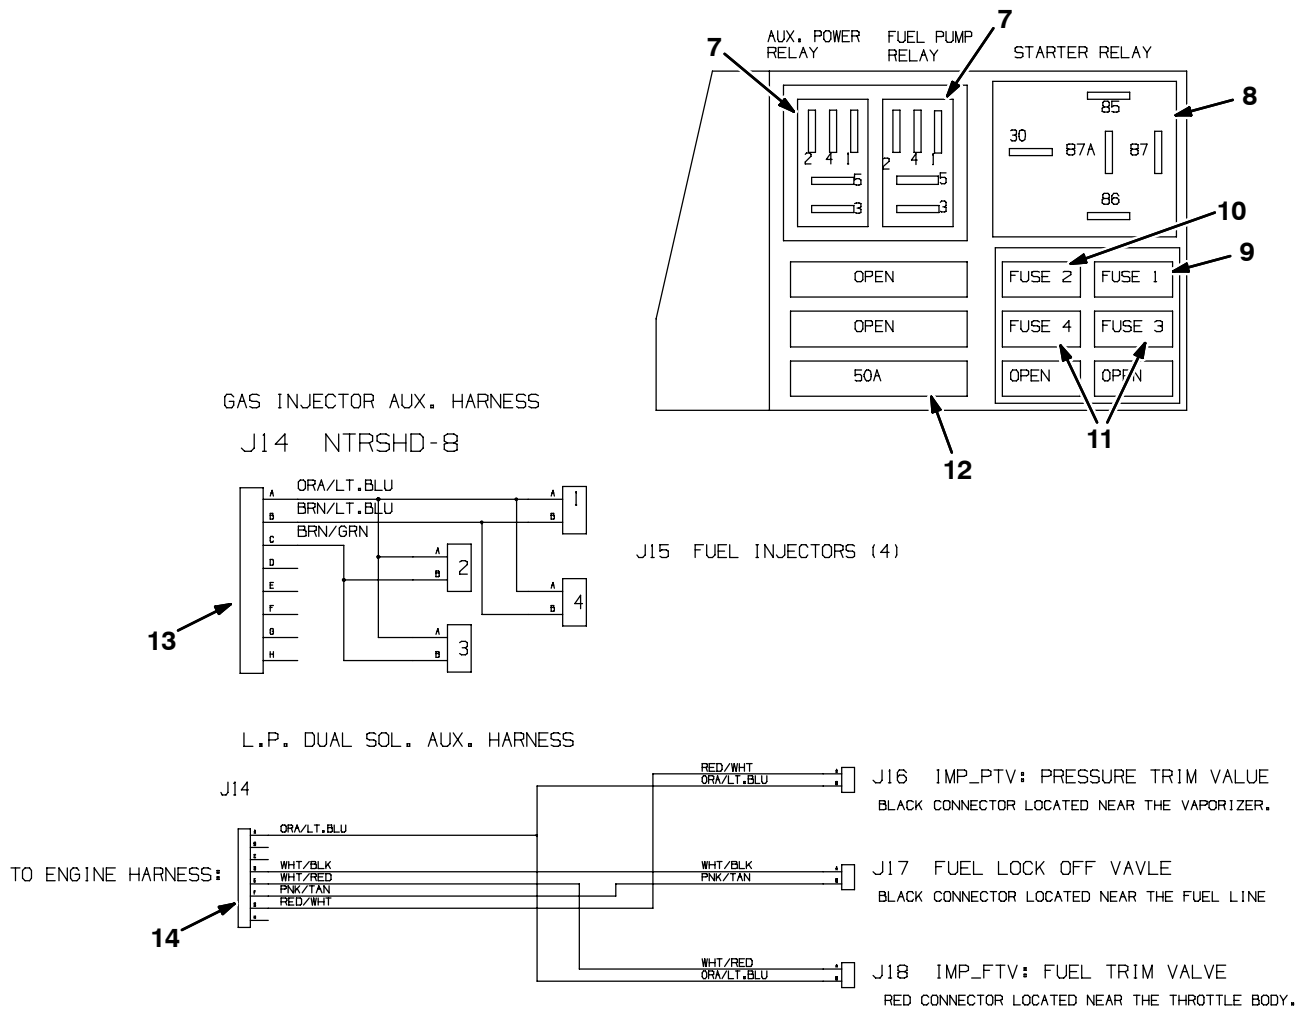 AUX. POWER RELAY
FUEL PUMP RELAY
STARTER RELAY
7
7
8
85
30
87A
87
86
2 4 1
5
3
2 4 1
5
3
10
9
OPEN
FUSE 2
FUSE 1
OPEN
FUSE 4
FUSE 3
50A
OPEN
OPEN
11
12
GAS INJECTOR AUX. HARNESS
J14 NTRSHD-8
A ORA/LT.BLU A 1
B BRN/LT.BLU B
C BRN/GRN
D
E
F
G
H
A 2
B
A 4
B
A 3
B
J15 FUEL INJECTORS (4)
13
L.P. DUAL SOL. AUX. HARNESS
J14
TO ENGINE HARNESS:
ORA/LT.BLU
WHT/BLK
WHT/RED
PNK/TAN
RED/WHT
14
RED/WHT
ORA/LT.BLU
J16 IMP_PTV: PRESSURE TRIM VALUE
BLACK CONNECTOR LOCATED NEAR THE VAPORIZER.
WHT/BLK
PNK/TAN
J17 FUEL LOCK OFF VAVLE
BLACK CONNECTOR LOCATED NEAR THE FUEL LINE
WHT/RED
ORA/LT.BLU
J18 IMP_FTV: FUEL TRIM VALVE
RED CONNECTOR LOCATED NEAR THE THROTTLE BODY.